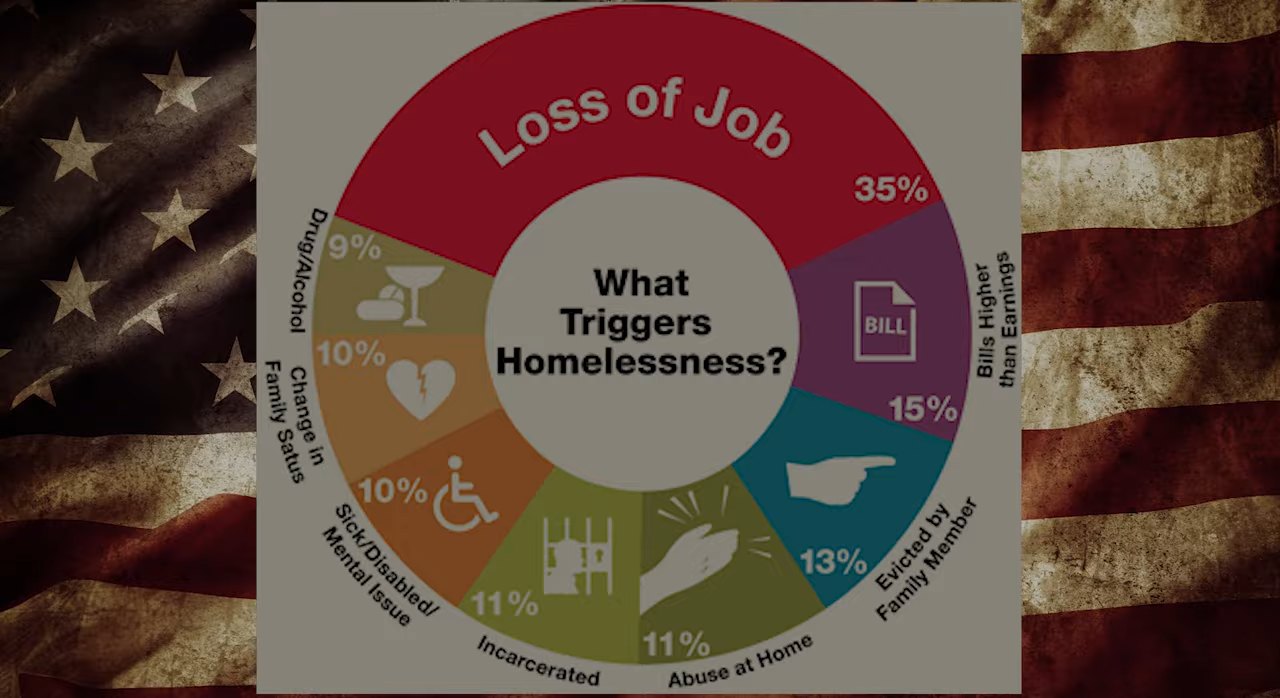 Loss of Job
35%
What
Triggers
Homelessness?
BILL
15%
Bills Higher
than Earnings
13%
Evicted by
Family Member
11%
Abuse at Home
11%
Incarcerated
10%
Sick/Disabled/
Mental Issue
10%
Change in
Family Satus
9%
Drug/Alcohol